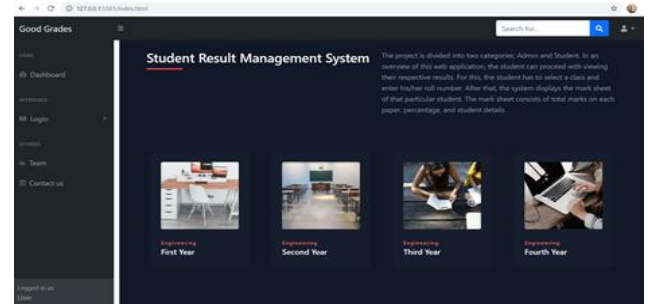 127.0.0.1:5501/index.html
Good Grades
Search for...
Dashboard
INTERFACE
Login
Team
Contact us
Logged in as:
User
Student Result Management System
The project is divided into two categories; Admin and Student. In an
overview of this web application, the student can proceed with viewing
their respective results. For this, the student has to select a class and
enter his/her roll number. After that, the system displays the mark sheet
of that particular student. The mark sheet consists of total marks on each
paper, percentage, and student details.
Engineering
First Year
Engineering
Second Year
Engineering
Third Year
Engineering
Fourth Year